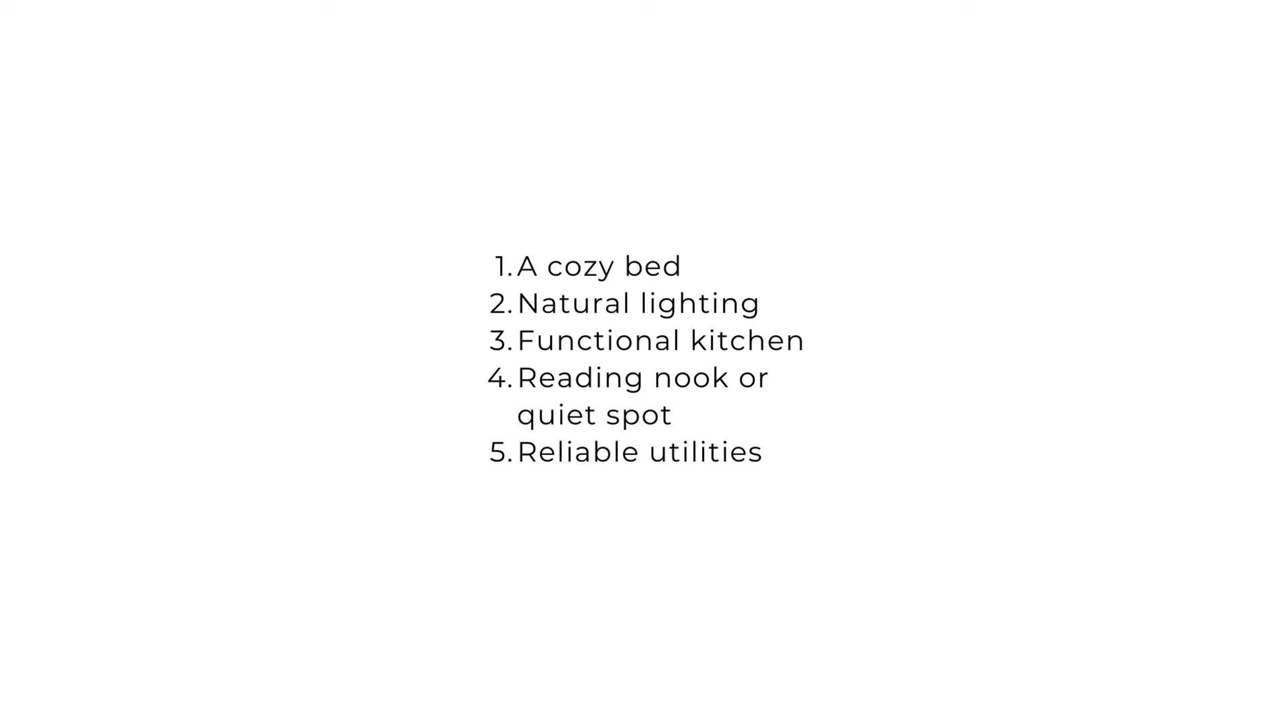 1. A cozy bed
2. Natural lighting
3. Functional kitchen
4. Reading nook or
quiet spot
5. Reliable utilities